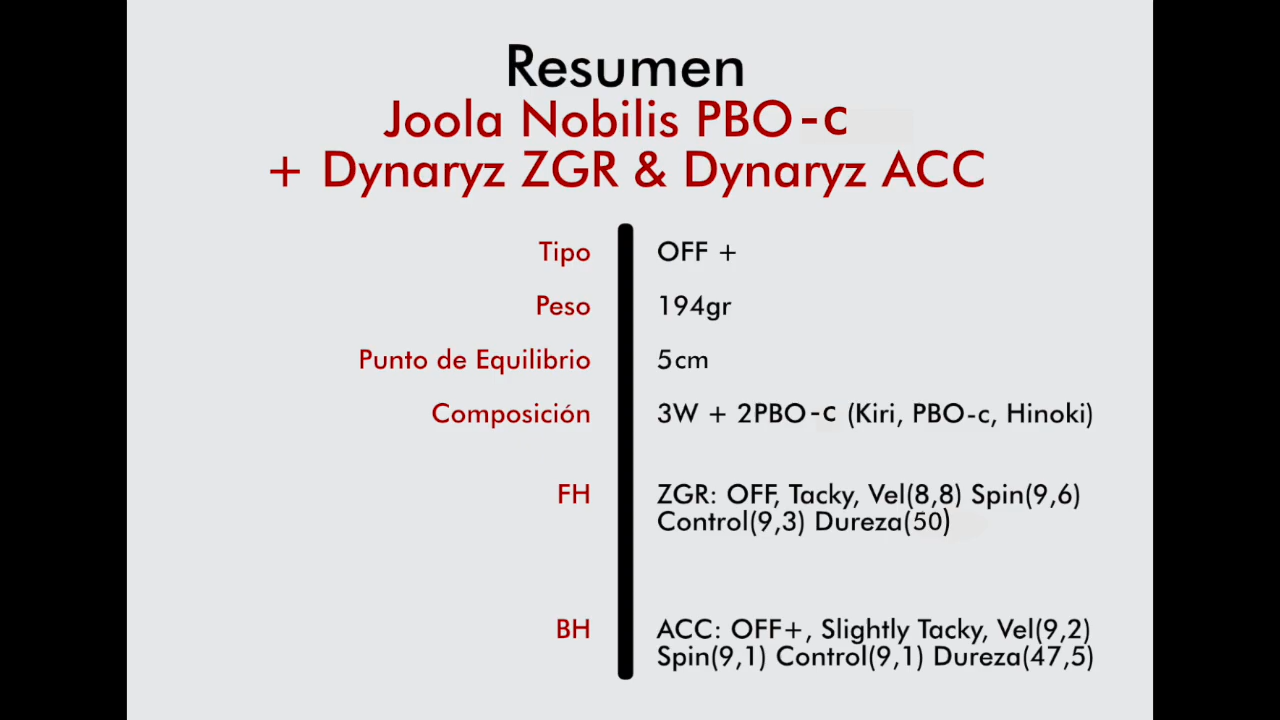 Resumen
Joola Nobilis PBO-c
+ Dynaryz ZGR & Dynaryz ACC
Tipo OFF +
Peso 194gr
Punto de Equilibrio 5cm
Composición 3W + 2PBO-c (Kiri, PBO-c, Hinoki)
FH ZGR: OFF, Tacky, Vel(8,8) Spin(9,6)
Control(9,3) Dureza(50)
BH ACC: OFF+, Slightly Tacky, Vel(9,2)
Spin(9,1) Control(9,1) Dureza(47,5)